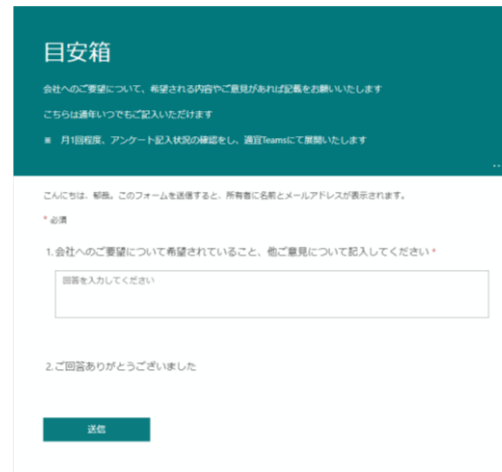 目安箱
会社へのご要望について、希望される内容やご意見があれば記載をお願いいたします
こちらは通年いつでもご記入いただけます
※ 月1回程度、アンケート記入状況の確認をし、適宜Teamsにて展開いたします
…
こんにちは、郁哉。このフォームを送信すると、所有者に名前とメールアドレスが表示されます。
* 必須
1.会社へのご要望について希望されていること、他ご意見について記入してください *
回答を入力してください
2.ご回答ありがとうございました
送信